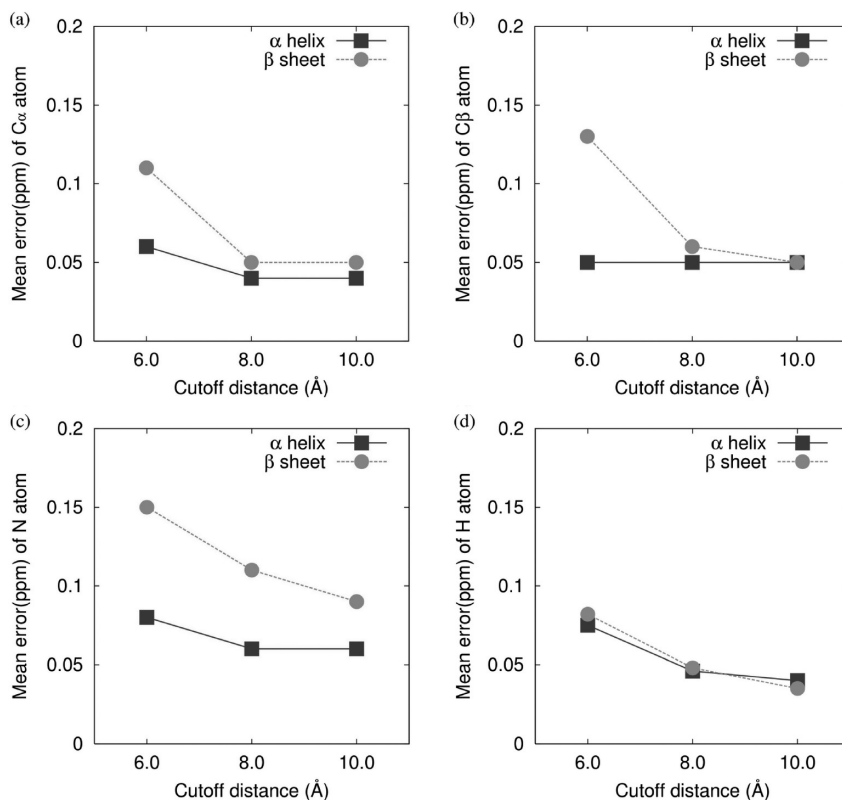 (a)
0.2
0.15
0.1
0.05
0
Mean error(ppm) of Cα atom
α helix
β sheet
6.0 8.0 10.0
Cutoff distance (Å)
(b)
0.2
0.15
0.1
0.05
0
Mean error(ppm) of Cβ atom
α helix
β sheet
6.0 8.0 10.0
Cutoff distance (Å)
(c)
0.2
0.15
0.1
0.05
0
Mean error(ppm) of N atom
α helix
β sheet
6.0 8.0 10.0
Cutoff distance (Å)
(d)
0.2
0.15
0.1
0.05
0
Mean error(ppm) of H atom
α helix
β sheet
6.0 8.0 10.0
Cutoff distance (Å)